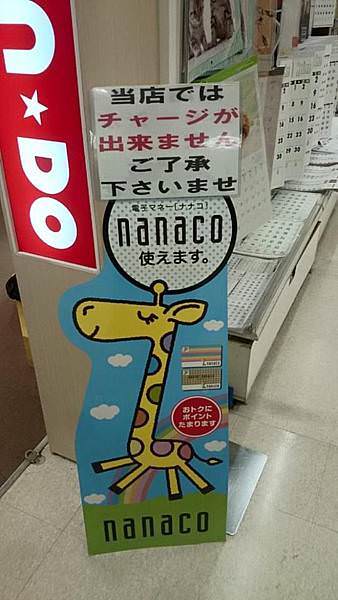 n★DO
当店では
チャージが
出来ません
ご了承
下さいませ
電子マネー[ナナコ]
nanaco
使えます。
おトクに
ポイント
たまります
nanaco